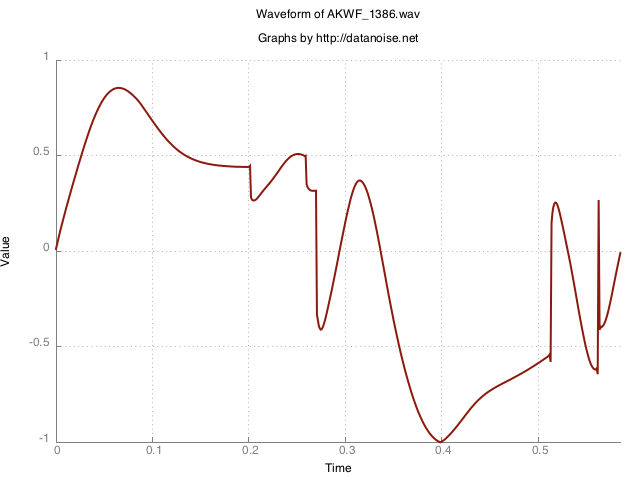 Waveform of AKWF_1386.wav
Graphs by http://datanoise.net
1
0.5
0
-0.5
-1
Value
0 0.1 0.2 0.3 0.4 0.5
Time